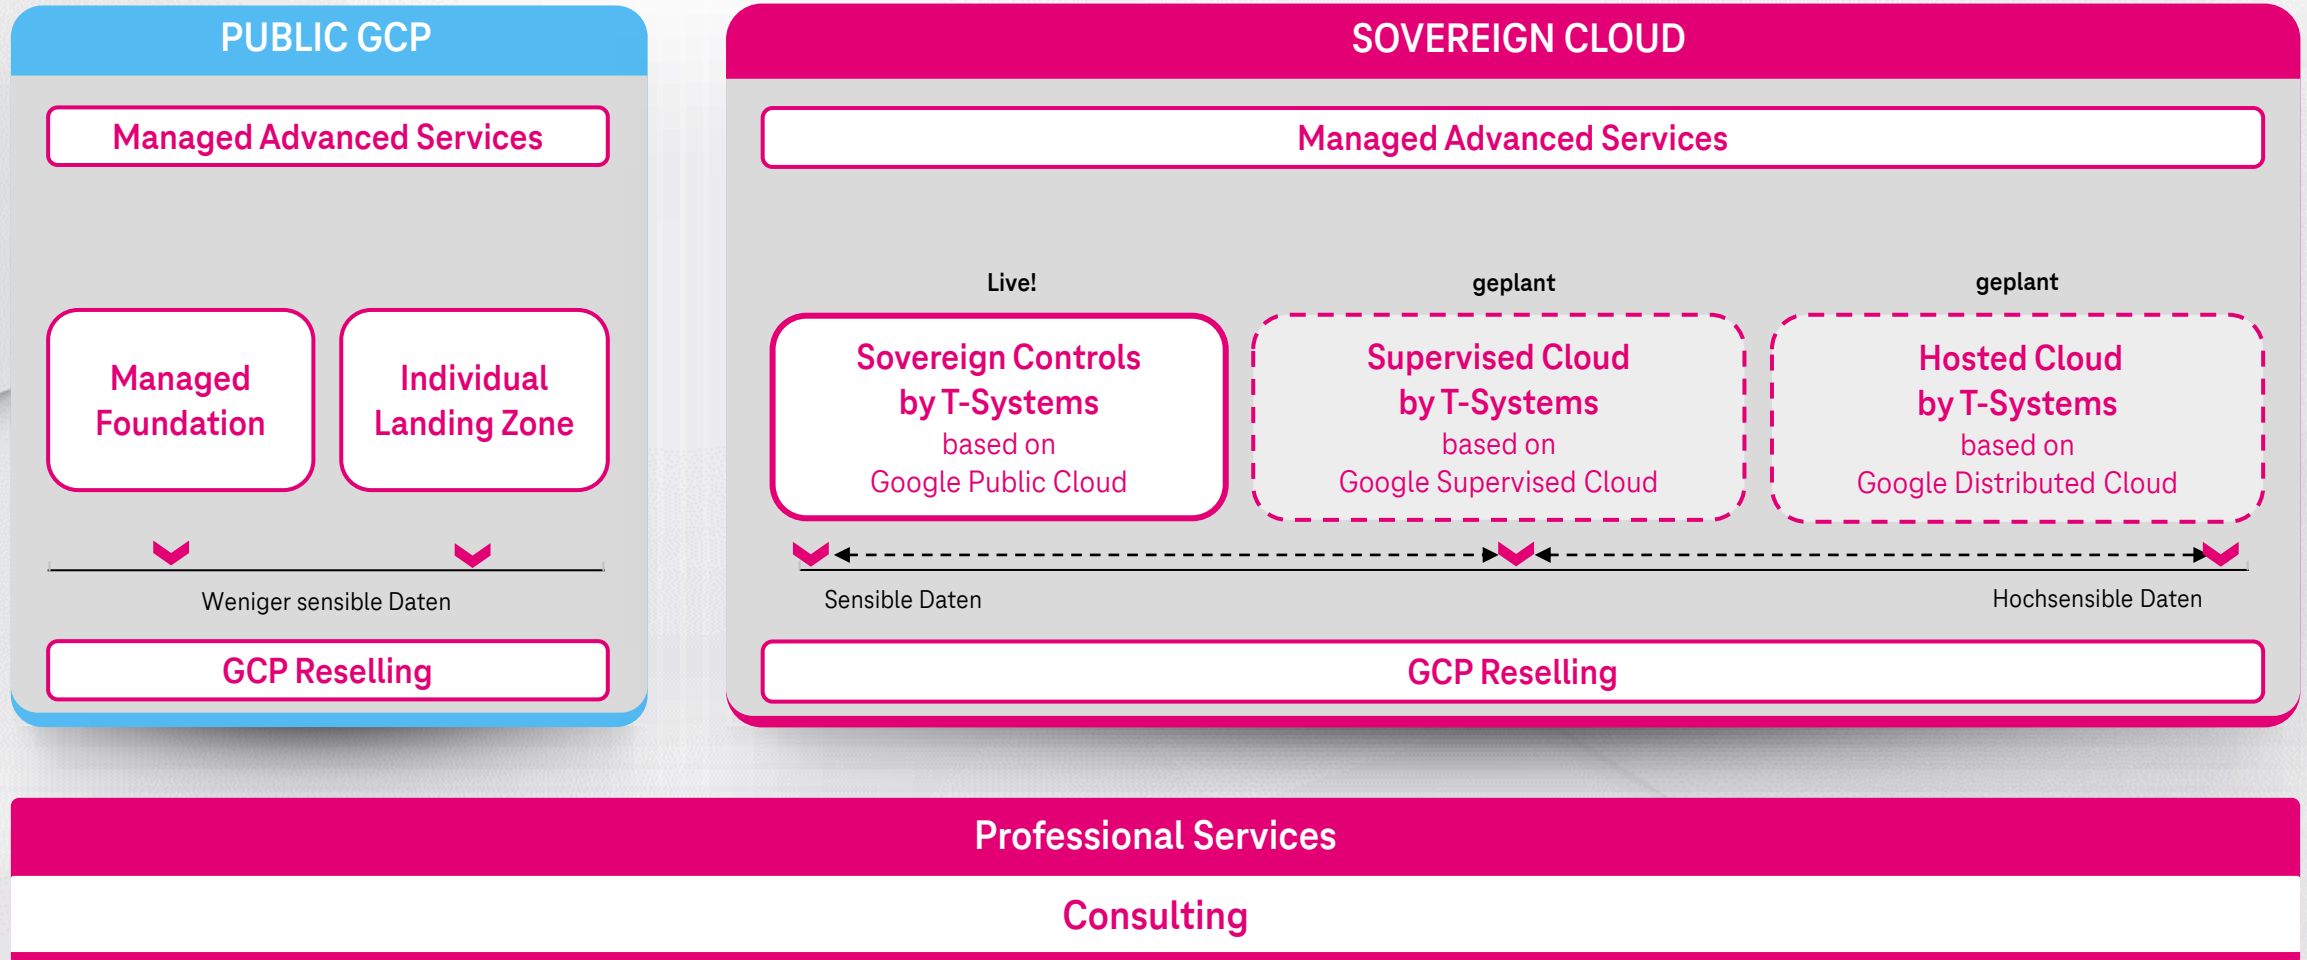 PUBLIC GCP
Managed Advanced Services
Managed
Foundation
Individual
Landing Zone
Weniger sensible Daten
GCP Reselling
SOVEREIGN CLOUD
Managed Advanced Services
Live!
Sovereign Controls
by T-Systems
based on
Google Public Cloud
geplant
Supervised Cloud
by T-Systems
based on
Google Supervised Cloud
geplant
Hosted Cloud
by T-Systems
based on
Google Distributed Cloud
Sensible Daten
Hochsensible Daten
GCP Reselling
Professional Services
Consulting